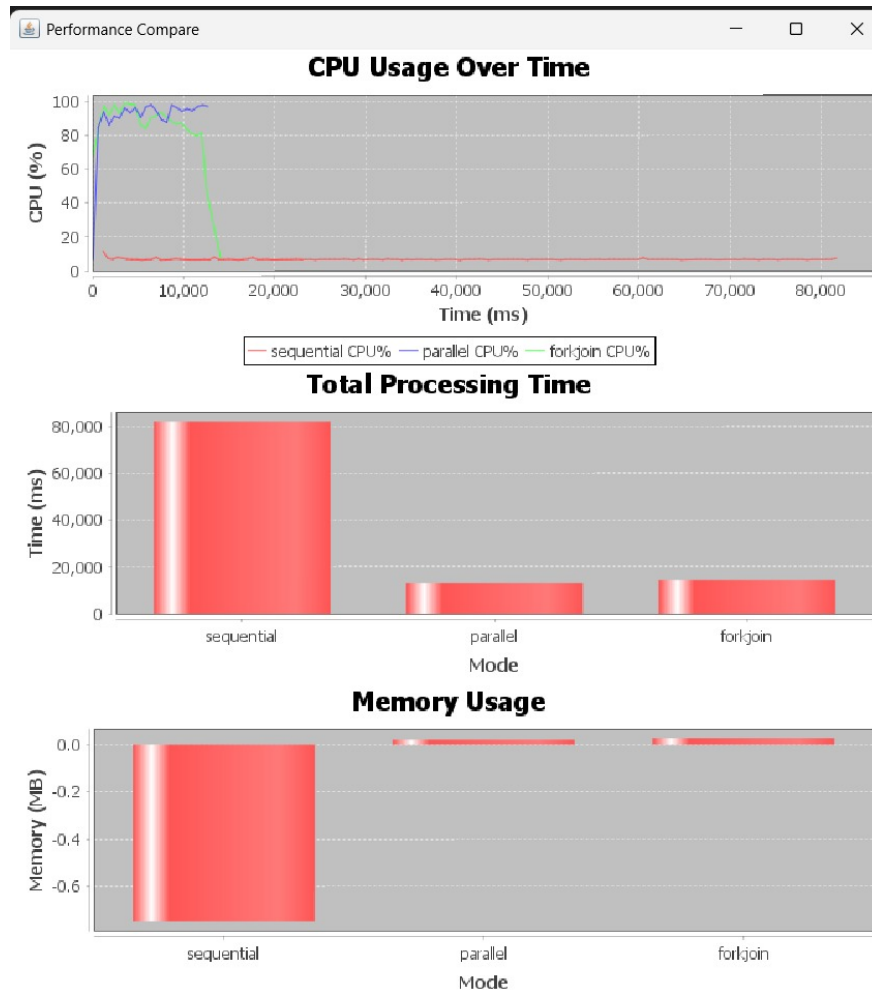 Performance Compare
CPU Usage Over Time
CPU (%)
100
80
60
40
20
0
0 10,000 20,000 30,000 40,000 50,000 60,000 70,000 80,000
Time (ms)
sequential CPU% parallel CPU% forkjoin CPU%
Total Processing Time
Time (ms)
80,000
60,000
40,000
20,000
0
sequential parallel forkjoin
Mode
Memory Usage
Memory (MB)
0.0
-0.2
-0.4
-0.6
sequential parallel forkjoin
Mode